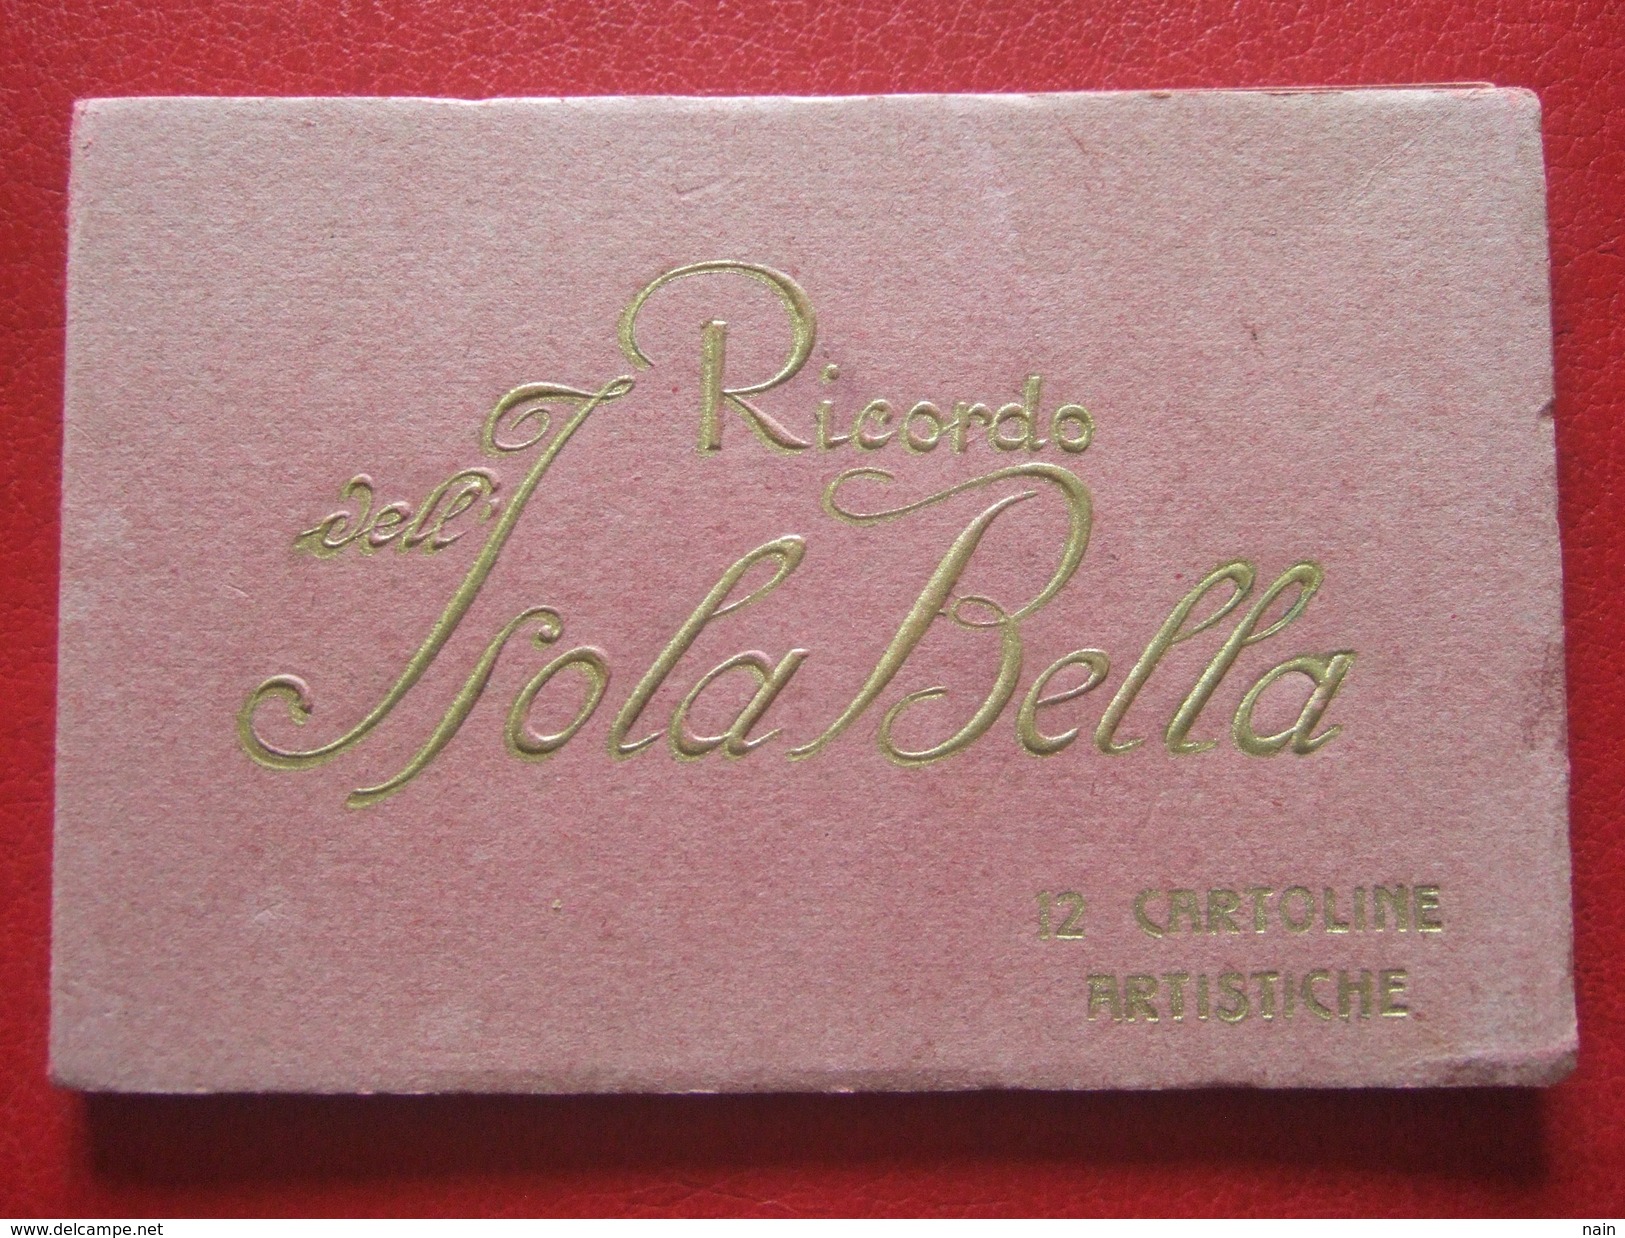 Ricordo
dell'Isola Bella
12 CARTOLINE
ARTISTICHE
www.delcampe.net
nain